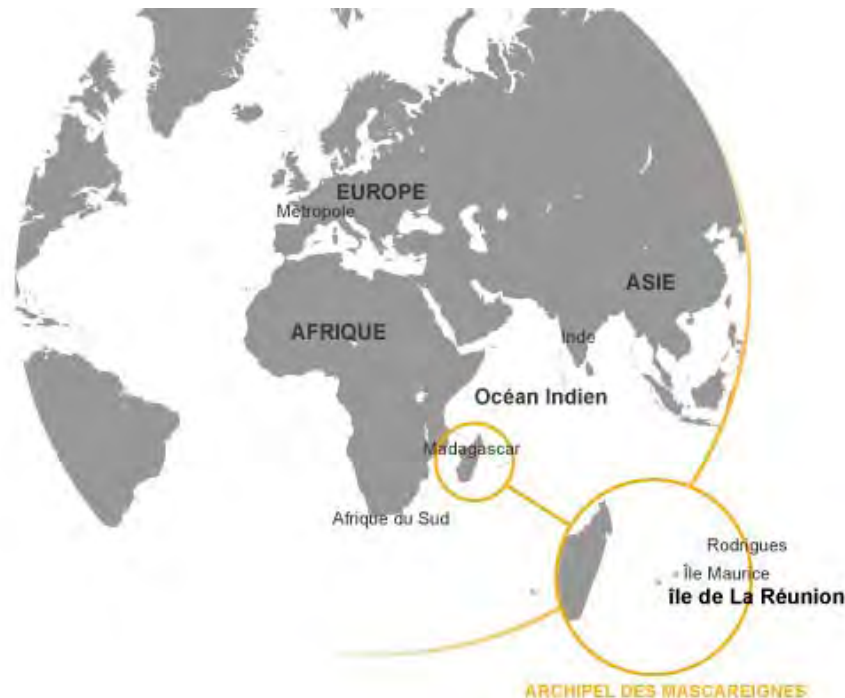 EUROPE
Métropole
ASIE
AFRIQUE
Inde
Océan Indien
Madagascar
Afrique du Sud
Rodrigues
Île Maurice
île de La Réunion
ARCHIPEL DES MASCAREIGNES